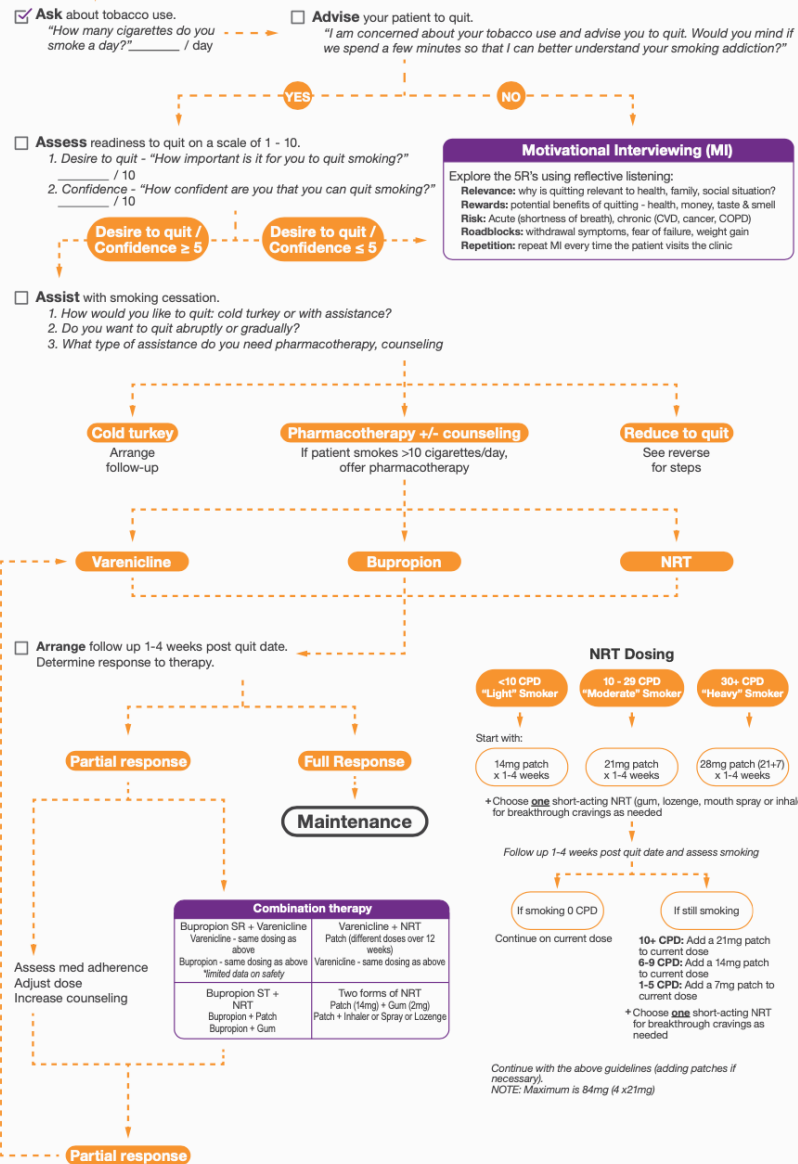 Ask about tobacco use.
“How many cigarettes do you
smoke a day?”________ / day
Advise your patient to quit.
“I am concerned about your tobacco use and advise you to quit. Would you mind if
we spend a few minutes so that I can better understand your smoking addiction?”
YES
NO
Assess readiness to quit on a scale of 1 - 10.
1. Desire to quit - “How important is it for you to quit smoking?”
________ / 10
2. Confidence - “How confident are you that you can quit smoking?”
________ / 10
Desire to quit /
Confidence ≥ 5
Desire to quit /
Confidence ≤ 5
Motivational Interviewing (MI)
Explore the 5R’s using reflective listening:
Relevance: why is quitting relevant to health, family, social situation?
Rewards: potential benefits of quitting - health, money, taste & smell
Risk: Acute (shortness of breath), chronic (CVD, cancer, COPD)
Roadblocks: withdrawal symptoms, fear of failure, weight gain
Repetition: repeat MI every time the patient visits the clinic
Assist with smoking cessation.
1. How would you like to quit: cold turkey or with assistance?
2. Do you want to quit abruptly or gradually?
3. What type of assistance do you need pharmacotherapy, counseling
Cold turkey
Arrange
follow-up
Pharmacotherapy +/- counseling
If patient smokes >10 cigarettes/day,
offer pharmacotherapy
Reduce to quit
See reverse
for steps
Varenicline
Bupropion
NRT
Arrange follow up 1-4 weeks post quit date.
Determine response to therapy.
Partial response
Full Response
Maintenance
Assess med adherence
Adjust dose
Increase counseling
Combination therapy
Bupropion SR + Varenicline
Varenicline - same dosing as
above
Bupropion - same dosing as above
*limited data on safety
Varenicline + NRT
Patch (different doses over 12
weeks)
Varenicline - same dosing as above
Bupropion ST +
NRT
Bupropion + Patch
Bupropion + Gum
Two forms of NRT
Patch (14mg) + Gum (2mg)
Patch + Inhaler or Spray or Lozenge
Partial response
NRT Dosing
<10 CPD
“Light” Smoker
10 - 29 CPD
“Moderate” Smoker
30+ CPD
“Heavy” Smoker
Start with:
14mg patch
x 1-4 weeks
21mg patch
x 1-4 weeks
28mg patch (21+7)
x 1-4 weeks
+Choose one short-acting NRT (gum, lozenge, mouth spray or inhal
for breakthrough cravings as needed
Follow up 1-4 weeks post quit date and assess smoking
If smoking 0 CPD
Continue on current dose
If still smoking
10+ CPD: Add a 21mg patch
to current dose
6-9 CPD: Add a 14mg patch
to current dose
1-5 CPD: Add a 7mg patch to
current dose
+Choose one short-acting NRT
for breakthrough cravings as
needed
Continue with the above guidelines (adding patches if
necessary).
NOTE: Maximum is 84mg (4 x21mg)